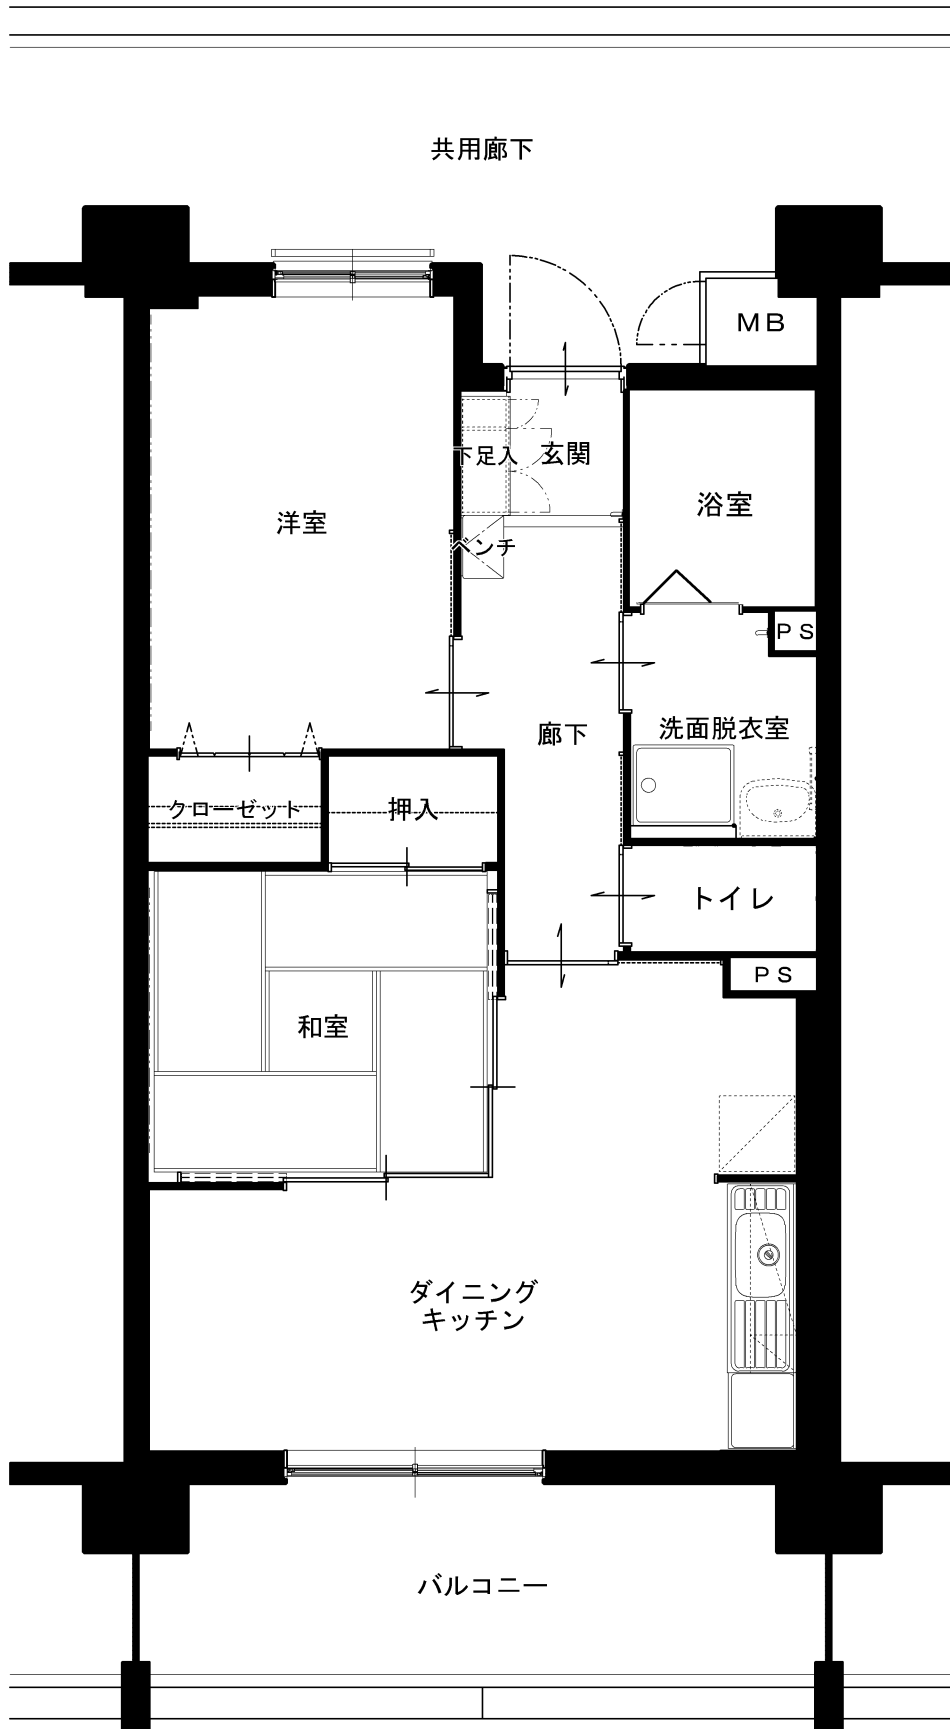 共用廊下
MB
下足入
玄関
浴室
洋室
ベンチ
PS
廊下
洗面脱衣室
クローゼット
押入
トイレ
PS
和室
ダイニング
キッチン
バルコニー